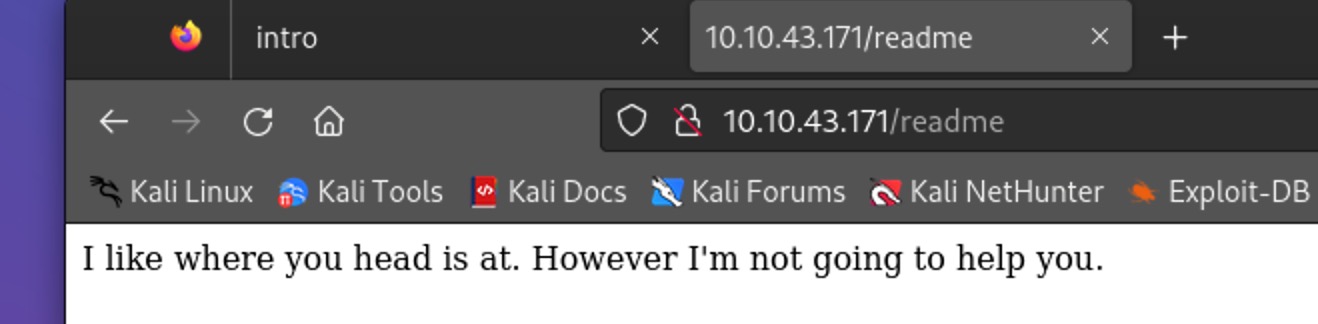 intro
10.10.43.171/readme
10.10.43.171/readme
Kali Linux Kali Tools Kali Docs Kali Forums Kali NetHunter Exploit-DB
I like where you head is at. However I'm not going to help you.